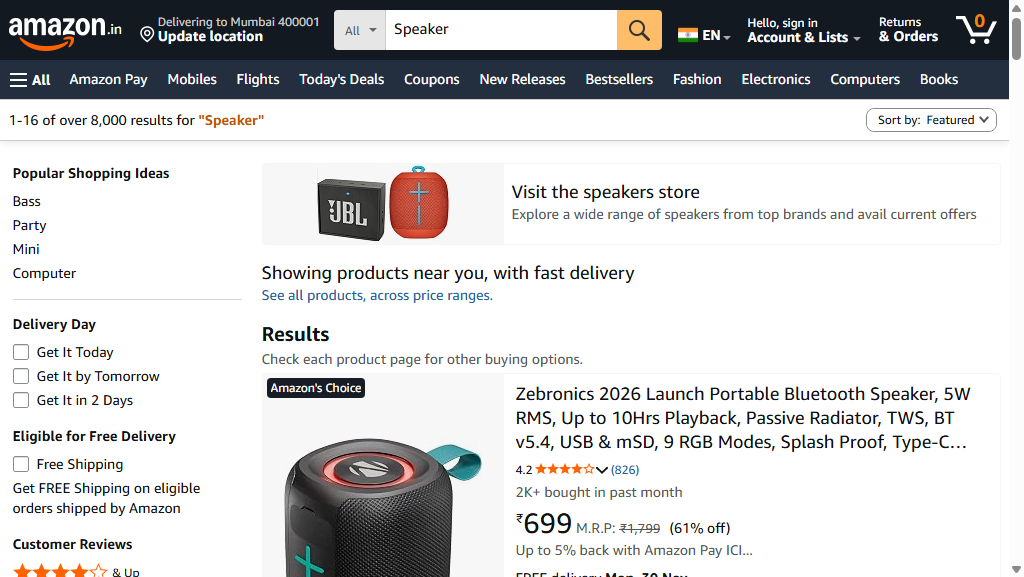 amazon.in
Delivering to Mumbai 400001
Update location
All
Speaker
EN
Hello, sign in
Account & Lists
Returns
& Orders
0
All
Amazon Pay
Mobiles
Flights
Today's Deals
Coupons
New Releases
Bestsellers
Fashion
Electronics
Computers
Books
1-16 of over 8,000 results for "Speaker"
Sort by: Featured
Popular Shopping Ideas
Bass
Party
Mini
Computer
Delivery Day
Get It Today
Get It by Tomorrow
Get It in 2 Days
Eligible for Free Delivery
Free Shipping
Get FREE Shipping on eligible
orders shipped by Amazon
Customer Reviews
& Up
JBL
Visit the speakers store
Explore a wide range of speakers from top brands and avail current offers
Showing products near you, with fast delivery
See all products, across price ranges.
Results
Check each product page for other buying options.
Amazon's Choice
Zebronics 2026 Launch Portable Bluetooth Speaker, 5W
RMS, Up to 10Hrs Playback, Passive Radiator, TWS, BT
v5.4, USB & mSD, 9 RGB Modes, Splash Proof, Type-C…
4.2 (826)
2K+ bought in past month
₹699 M.R.P: ₹1,799 (61% off)
Up to 5% back with Amazon Pay ICI…
FREE delivery Mon, 30 Nov